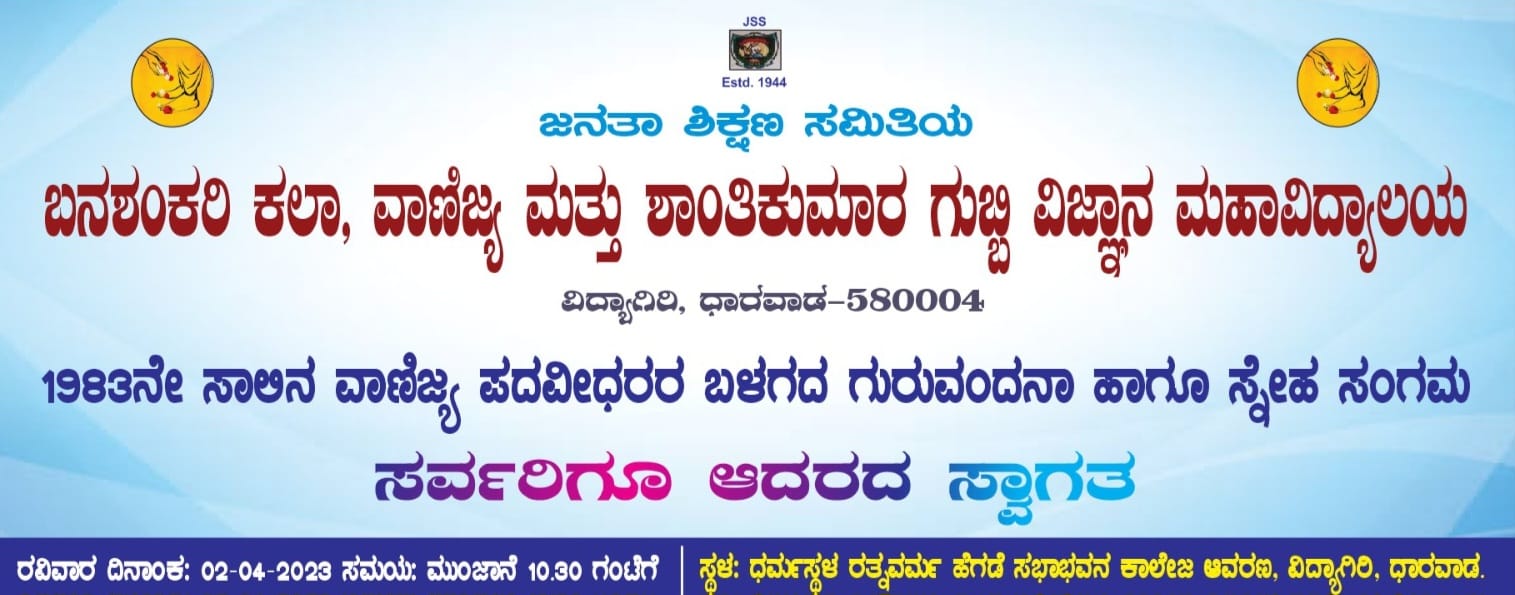 JSS
Estd. 1944
ಜನತಾ ಶಿಕ್ಷಣ ಸಮಿತಿಯ
ಬನಶಂಕರಿ ಕಲಾ, ವಾಣಿಜ್ಯ ಮತ್ತು ಶಾಂತಿಕುಮಾರ ಗುಬ್ಬಿ ವಿಜ್ಞಾನ ಮಹಾವಿದ್ಯಾಲಯ
ವಿದ್ಯಾಗಿರಿ, ಧಾರವಾಡ-580004
1983ನೇ ಸಾಲಿನ ವಾಣಿಜ್ಯ ಪದವೀಧರರ ಬಳಗದ ಗುರುವಂದನಾ ಹಾಗೂ ಸ್ನೇಹ ಸಂಗಮ
ಸರ್ವರಿಗೂ ಆದರದ ಸ್ವಾಗತ
ರವಿವಾರ ದಿನಾಂಕ: 02-04-2023 ಸಮಯ: ಮುಂಜಾನೆ 10.30 ಗಂಟೆಗೆ
ಸ್ಥಳ: ಧರ್ಮಸ್ಥಳ ರತ್ನವರ್ಮ ಹೆಗಡೆ ಸಭಾಭವನ ಕಾಲೇಜ ಆವರಣ, ವಿದ್ಯಾಗಿರಿ, ಧಾರವಾಡ.